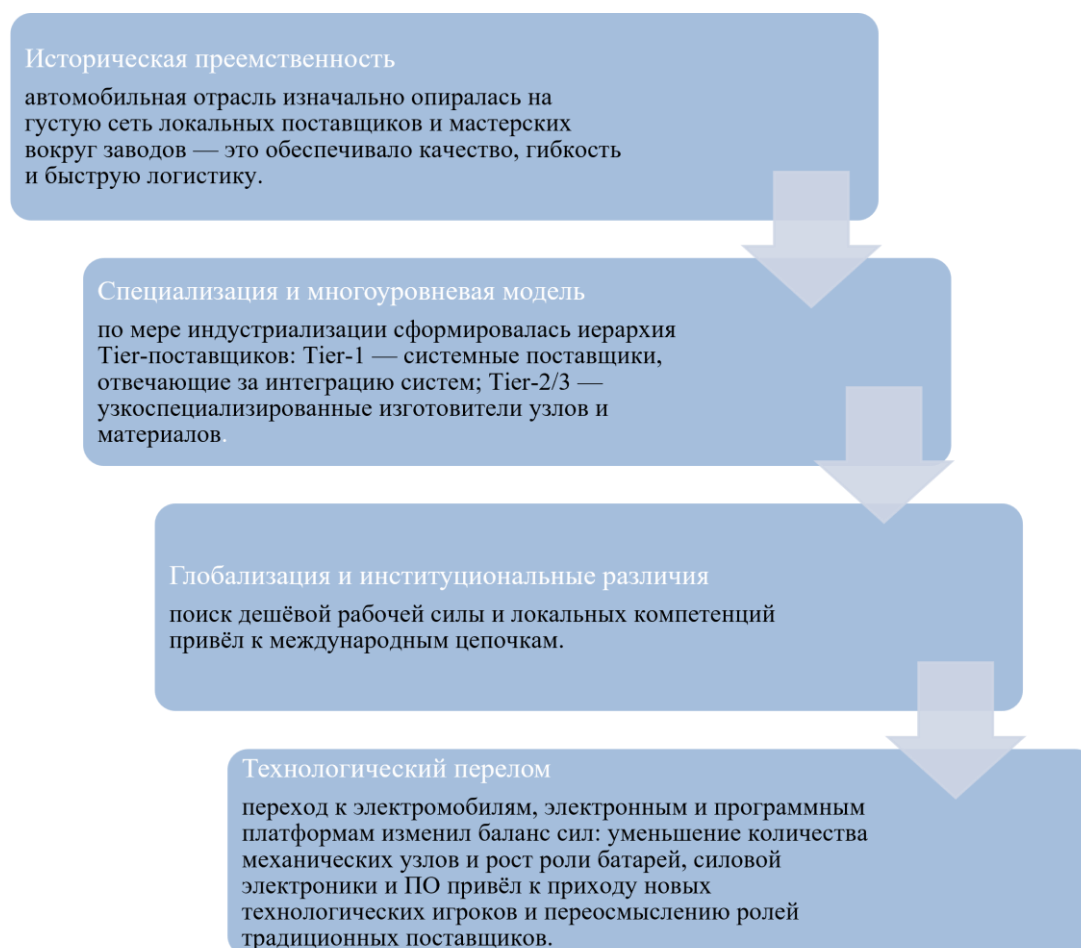 Историческая преемственность
автомобильная отрасль изначально опиралась на
густую сеть локальных поставщиков и мастерских
вокруг заводов — это обеспечивало качество, гибкость
и быструю логистику.
Специализация и многоуровневая модель
по мере индустриализации сформировалась иерархия
Tier-поставщиков: Tier-1 — системные поставщики,
отвечающие за интеграцию систем; Tier-2/3 —
узкоспециализированные изготовители узлов и
материалов.
Глобализация и институциональные различия
поиск дешёвой рабочей силы и локальных компетенций
привёл к международным цепочкам.
Технологический перелом
переход к электромобилям, электронным и программным
платформам изменил баланс сил: уменьшение количества
механических узлов и рост роли батарей, силовой
электроники и ПО привёл к приходу новых
технологических игроков и переосмыслению ролей
традиционных поставщиков.